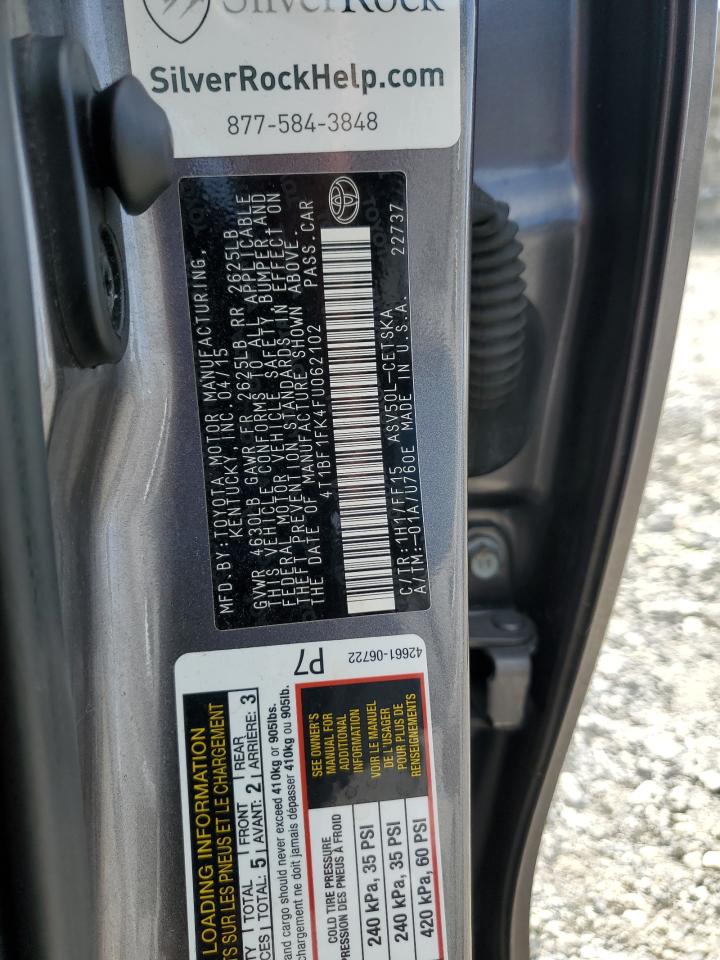 SilverRock
SilverRockHelp.com
877-584-3848
MFD.BY:TOYOTA MOTOR MANUFACTURING,
KENTUCKY, INC. 04/15
GVWR 4630LB GAWR FR 2625LB RR 2625LB
THIS VEHICLE CONFORMS TO ALL APPLICABLE
FEDERAL MOTOR VEHICLE SAFETY, BUMPER, AND
THEFT PREVENTION STANDARDS IN EFFECT ON
THE DATE OF MANUFACTURE SHOWN ABOVE.
4T1BF1FK4FU062102 PASS.CAR
C/TR:1H1/FF15 ASV50L-CETSKA 22737
A/TM:-01A/U760E MADE IN U.S.A.
P7
42661-06722
LOADING INFORMATION
SUR LES PNEUS ET LE CHARGEMENT
TOTAL FRONT REAR
TOTAL: 5 AVANT: 2 ARRIÈRE: 3
and cargo should never exceed 410kg or 905lbs.
chargement ne doit jamais dépasser 410kg ou 905lb.
COLD TIRE PRESSURE
PRESSION DES PNEUS À FROID
240 kPa, 35 PSI
240 kPa, 35 PSI
420 kPa, 60 PSI
SEE OWNER'S
MANUAL FOR
ADDITIONAL
INFORMATION
VOIR LE MANUEL
DE L'USAGER
POUR PLUS DE
RENSEIGNEMENTS